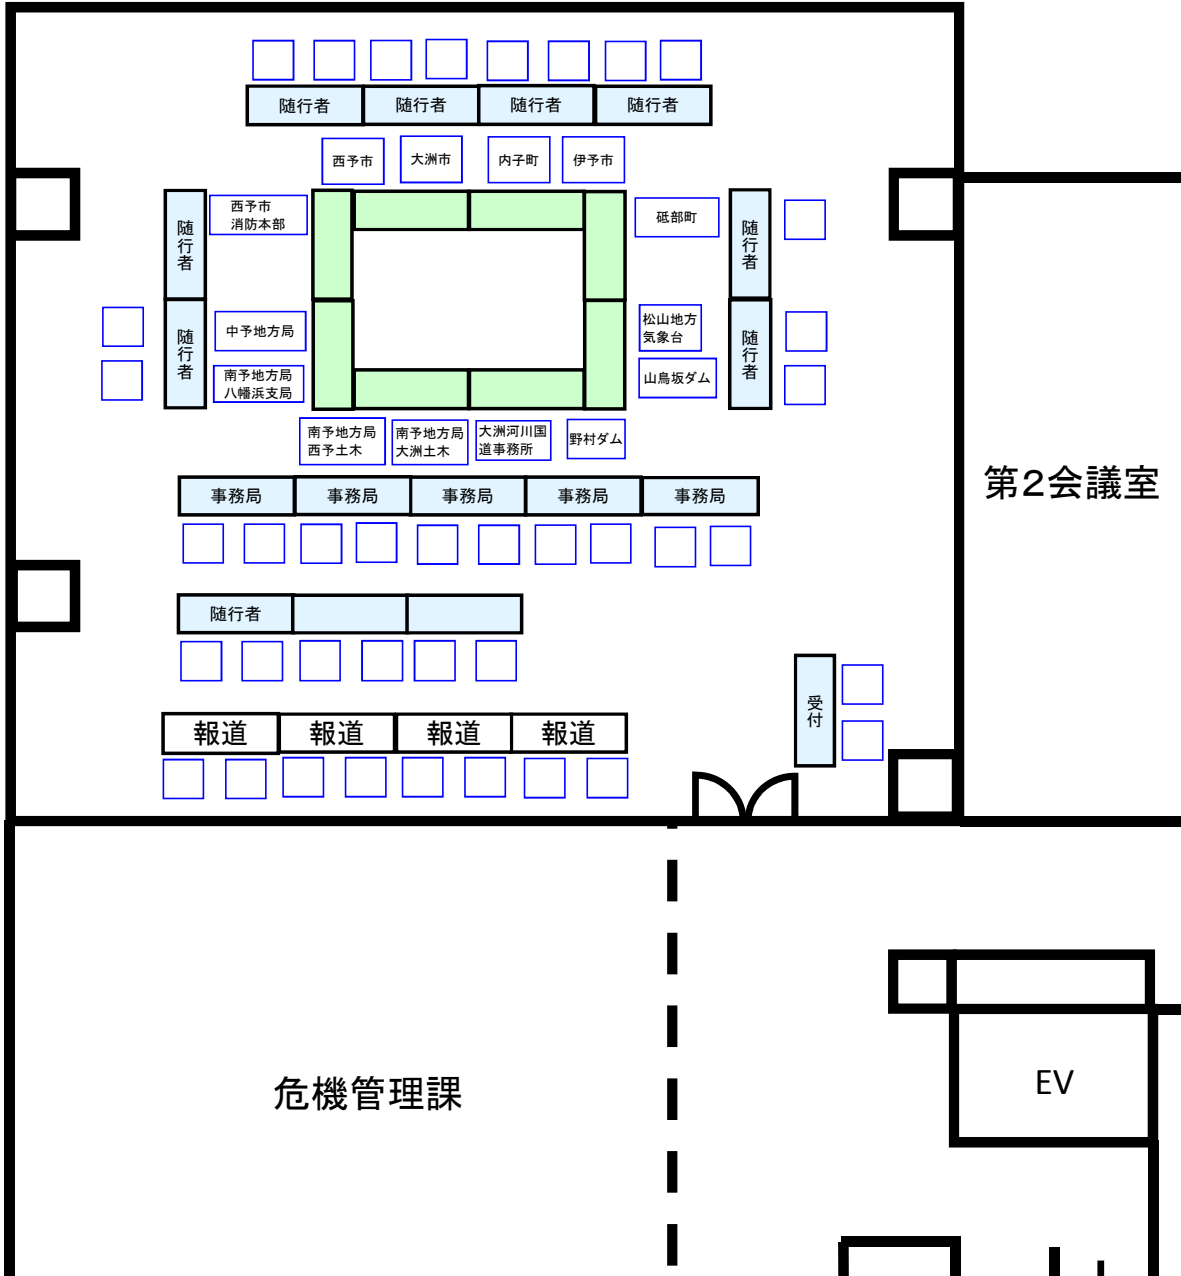 随行者
随行者
随行者
随行者
西予市
大洲市
内子町
伊予市
西予市
消防本部
砥部町
随行者
随行者
中予地方局
松山地方
気象台
随行者
随行者
南予地方局
八幡浜支局
山鳥坂ダム
南予地方局
西予土木
南予地方局
大洲土木
大洲河川国
道事務所
野村ダム
事務局
事務局
事務局
事務局
事務局
第2会議室
随行者
受付
報道
報道
報道
報道
危機管理課
EV